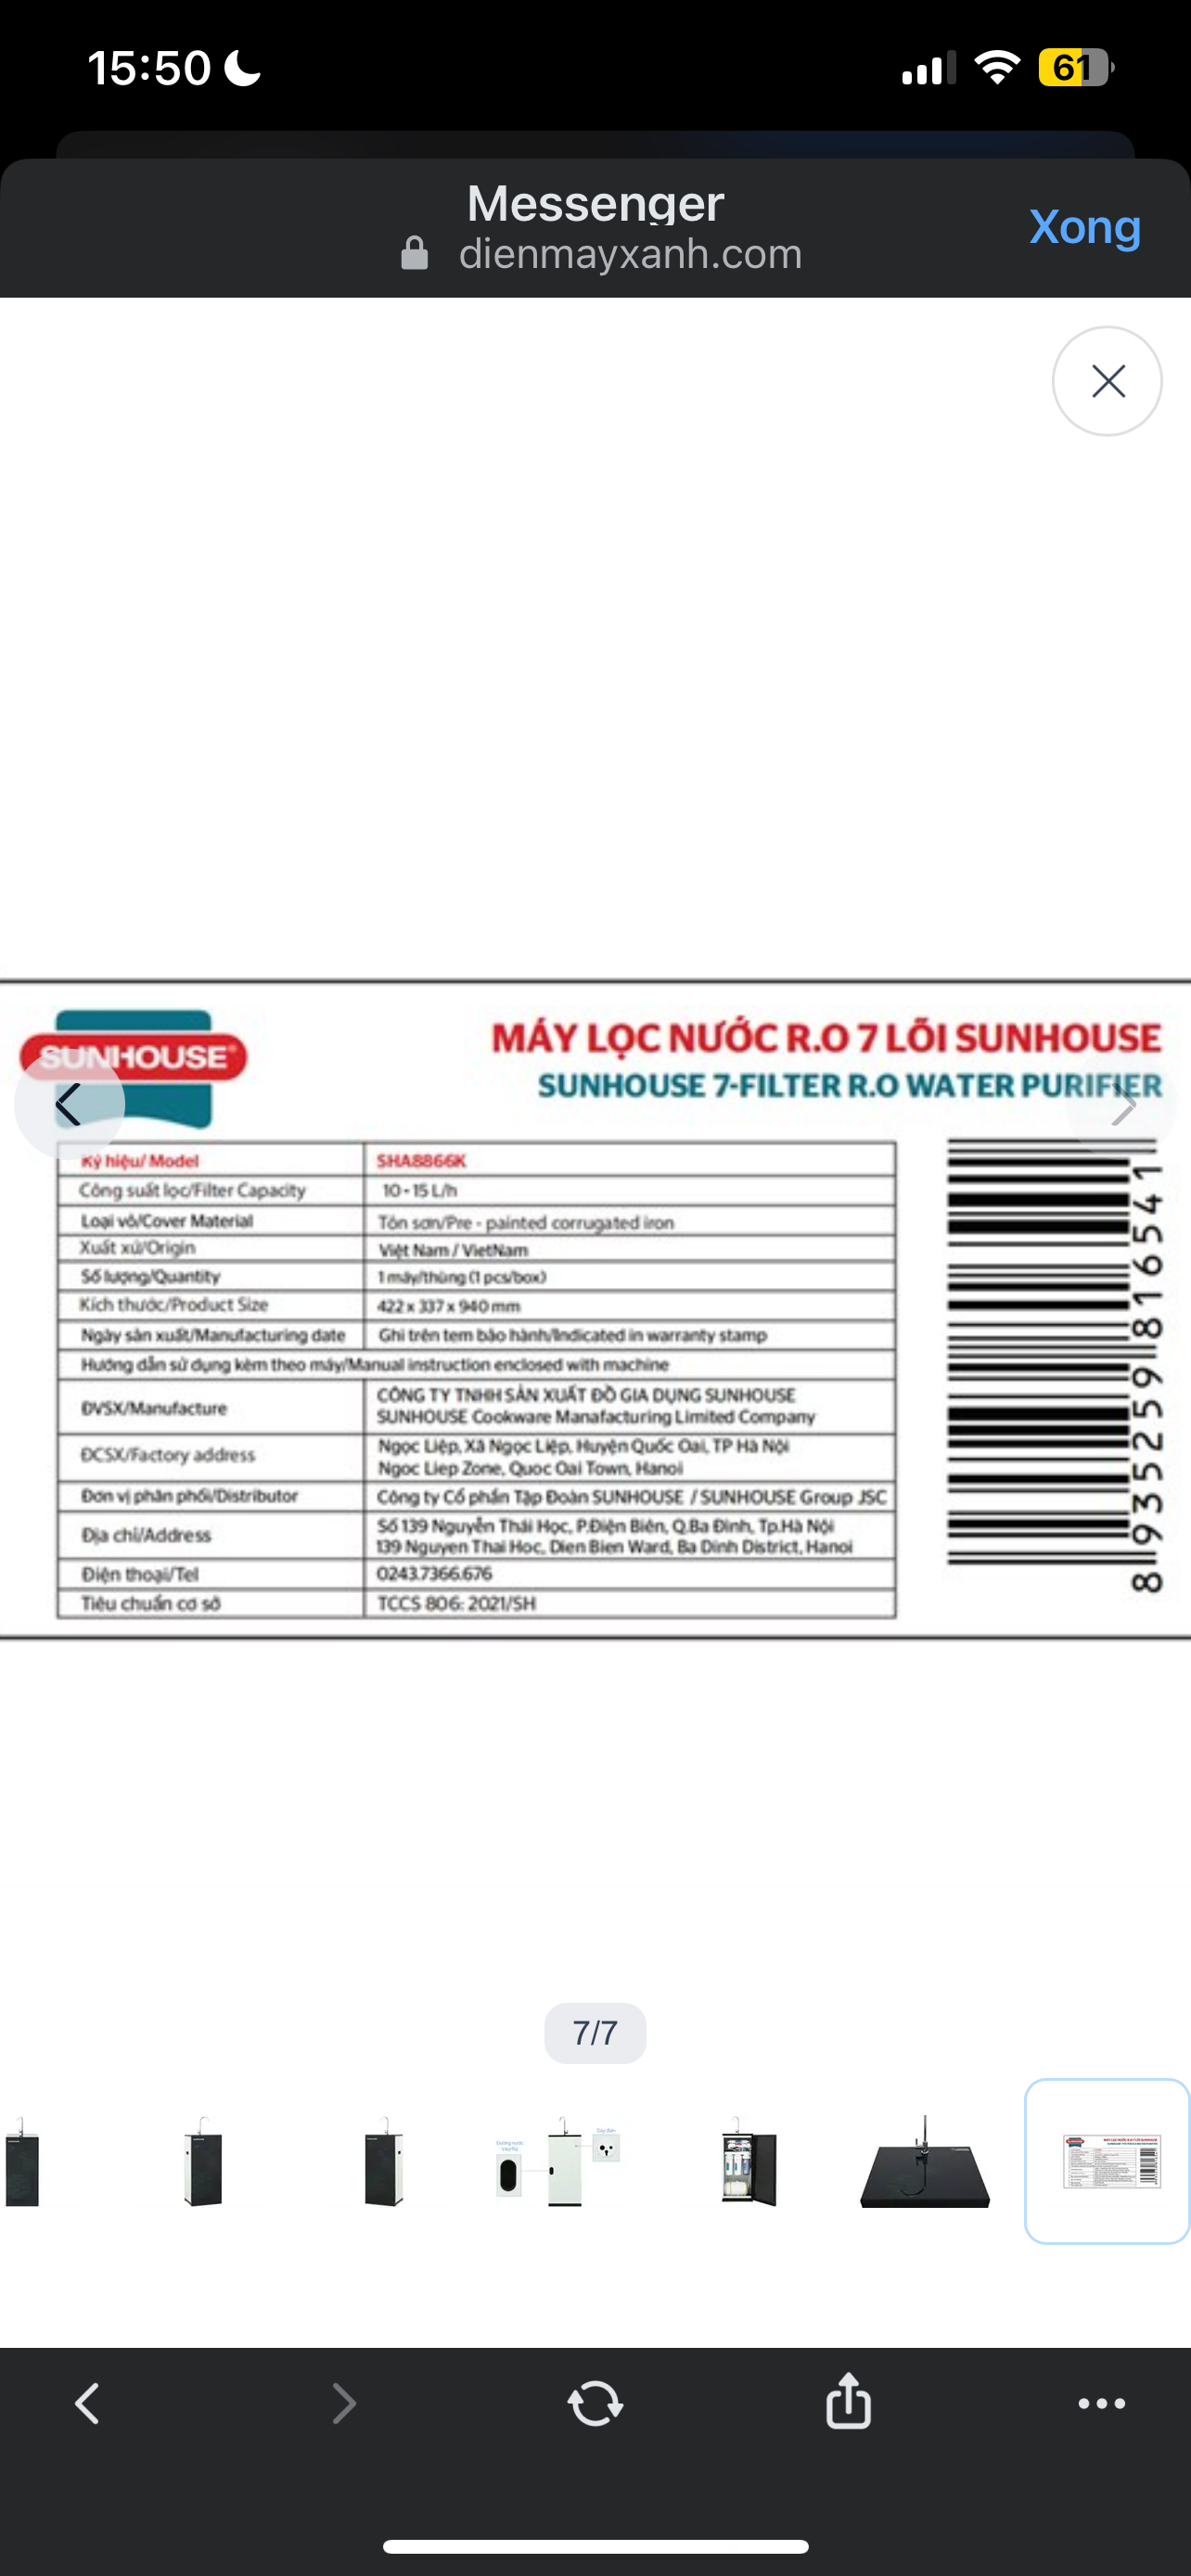 15:50
61
Messenger
dienmayxanh.com
Xong
SUNHOUSE®
MÁY LỌC NƯỚC R.O 7 LÕI SUNHOUSE
SUNHOUSE 7-FILTER R.O WATER PURIFIER
Ký hiệu/ Model SHA8866K
Công suất lọc/Filter Capacity 10-15 L/h
Loại vỏ/Cover Material Tôn sơn/Pre - painted corrugated iron
Xuất xứ/Origin Việt Nam / VietNam
Số lượng/Quantity 1 máy/thùng (1 pcs/box)
Kích thước/Product Size 422 x 337 x 940 mm
Ngày sản xuất/Manufacturing date Ghi trên tem bảo hành/Indicated in warranty stamp
Hướng dẫn sử dụng kèm theo máy/Manual instruction enclosed with machine
ĐVSX/Manufacture CÔNG TY TNHH SẢN XUẤT ĐỒ GIA DỤNG SUNHOUSE
SUNHOUSE Cookware Manafacturing Limited Company
ĐCSX/Factory address Ngọc Liệp, Xã Ngọc Liệp, Huyện Quốc Oai, TP Hà Nội
Ngoc Liep Zone, Quoc Oai Town, Hanoi
Đơn vị phân phối/Distributor Công ty Cổ phần Tập Đoàn SUNHOUSE / SUNHOUSE Group JSC
Địa chỉ/Address Số 139 Nguyễn Thái Học, P.Điện Biên, Q.Ba Đình, Tp.Hà Nội
139 Nguyen Thai Hoc, Dien Bien Ward, Ba Dinh District, Hanoi
Điện thoại/Tel 0243.7366.676
Tiêu chuẩn cơ sở TCCS 806: 2021/SH
8935259816541
7/7